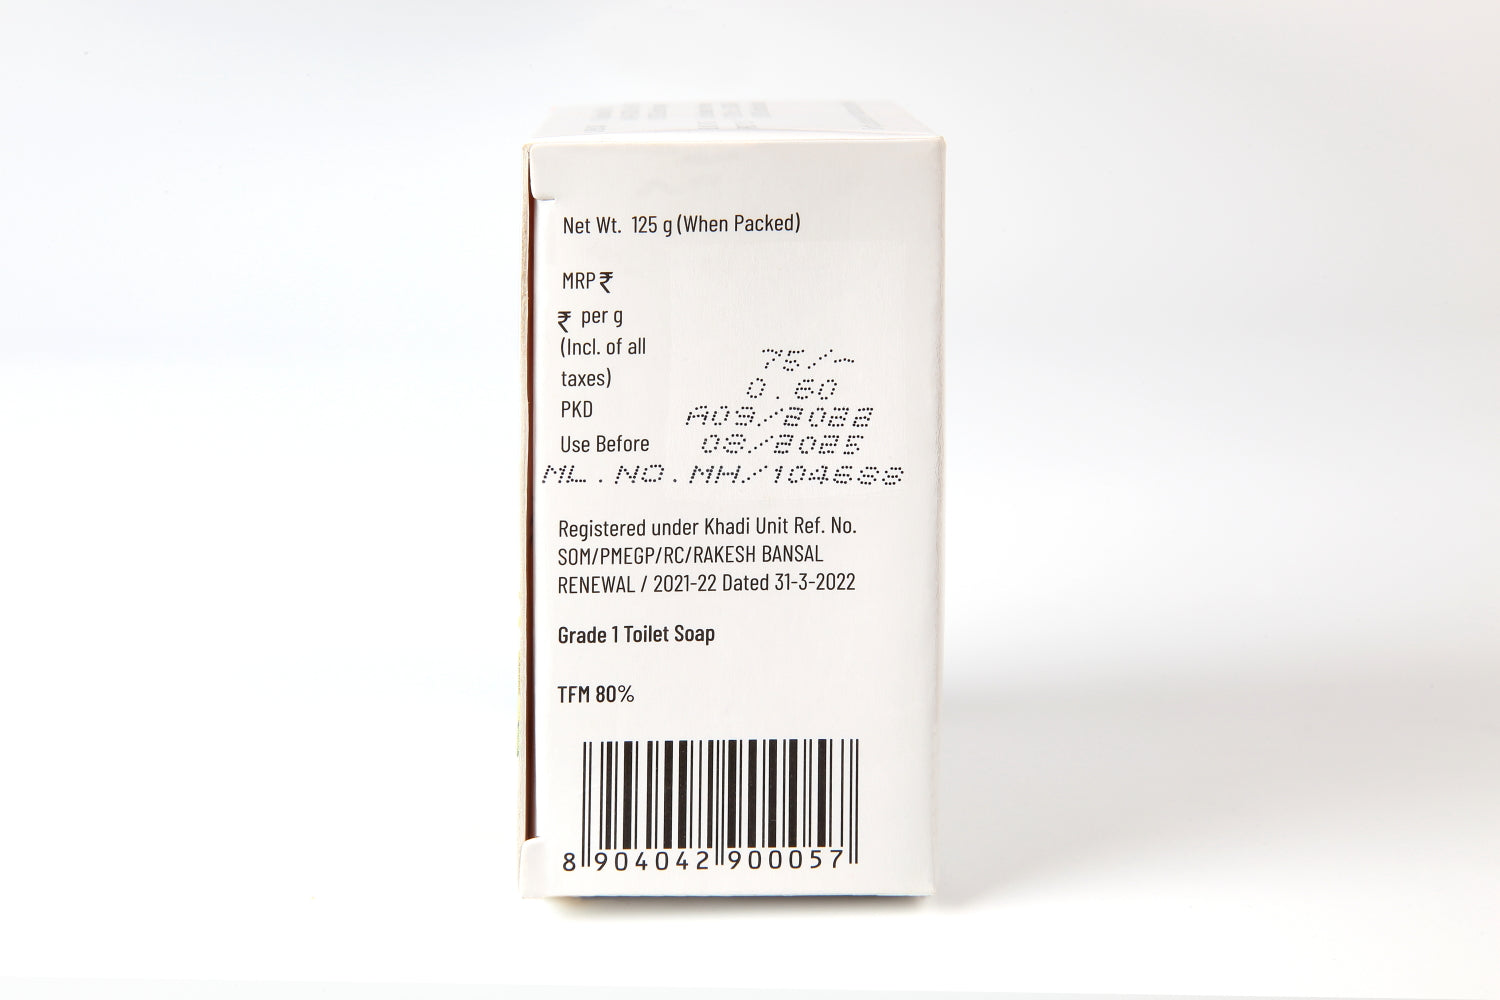 Net Wt. 125 g (When Packed)
MRP ₹
₹ per g
(Incl. of all
taxes)
75/-
0.60
PKD
A09/2022
Use Before
08/2025
ML.NO.MH/104688
Registered under Khadi Unit Ref. No.
SOM/PMEGP/RC/RAKESH BANSAL
RENEWAL / 2021-22 Dated 31-3-2022
Grade 1 Toilet Soap
TFM 80%
8 904042 900057